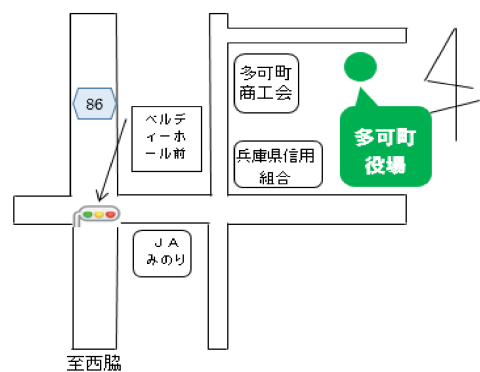 多可町
商工会
86
ベルデ
ィーホ
ール前
多可町
役場
兵庫県信用
組合
ＪＡ
みのり
至西脇